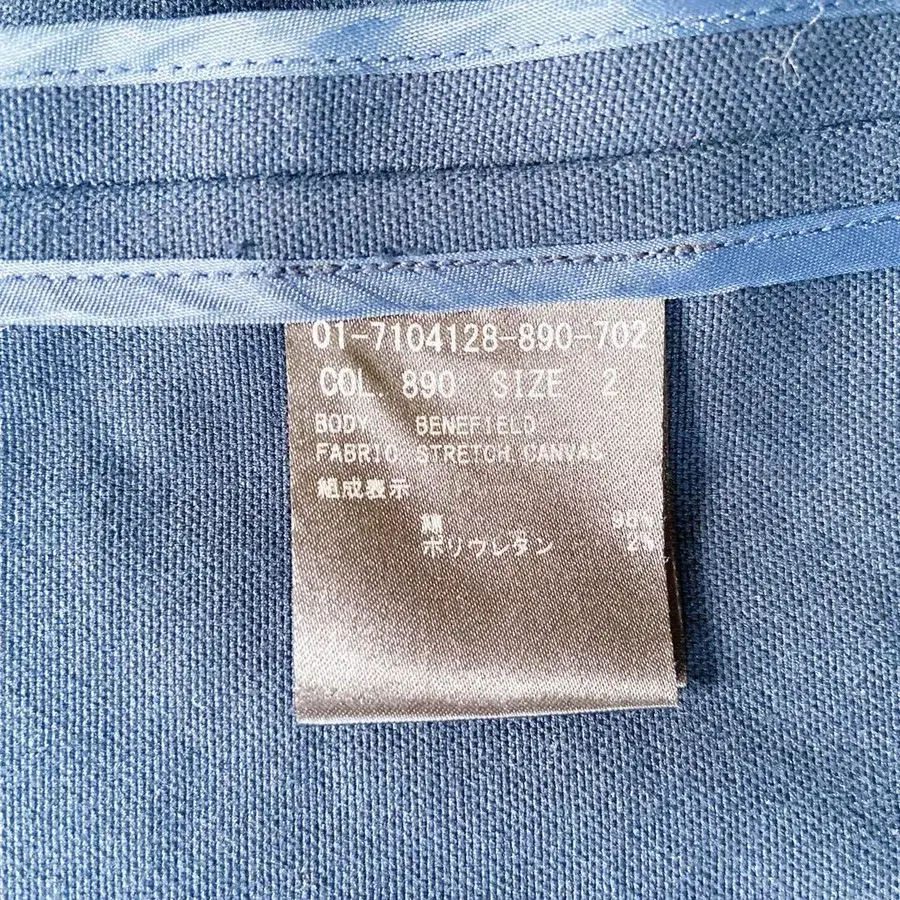 01-7104128-890-702
COL. 890 SIZE 2
BODY BENEFIELD
FABRIC STRETCH CANVAS
組成表示
綿 98%
ポリウレタン 2%